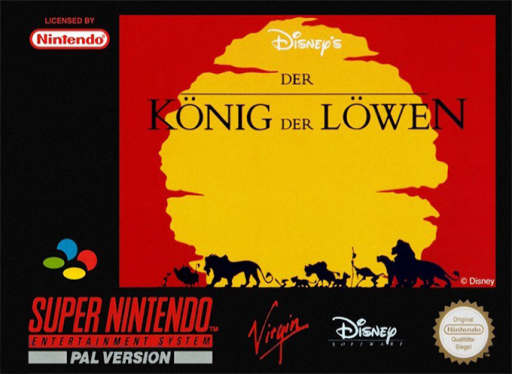 LICENSED BY
Nintendo
Disney's
DER
KÖNIG DER LÖWEN
© Disney
SUPER NINTENDO™
ENTERTAINMENT SYSTEM
PAL VERSION
Virgin
Disney
SOFTWARE
Original
Nintendo
Qualitäts-
Siegel